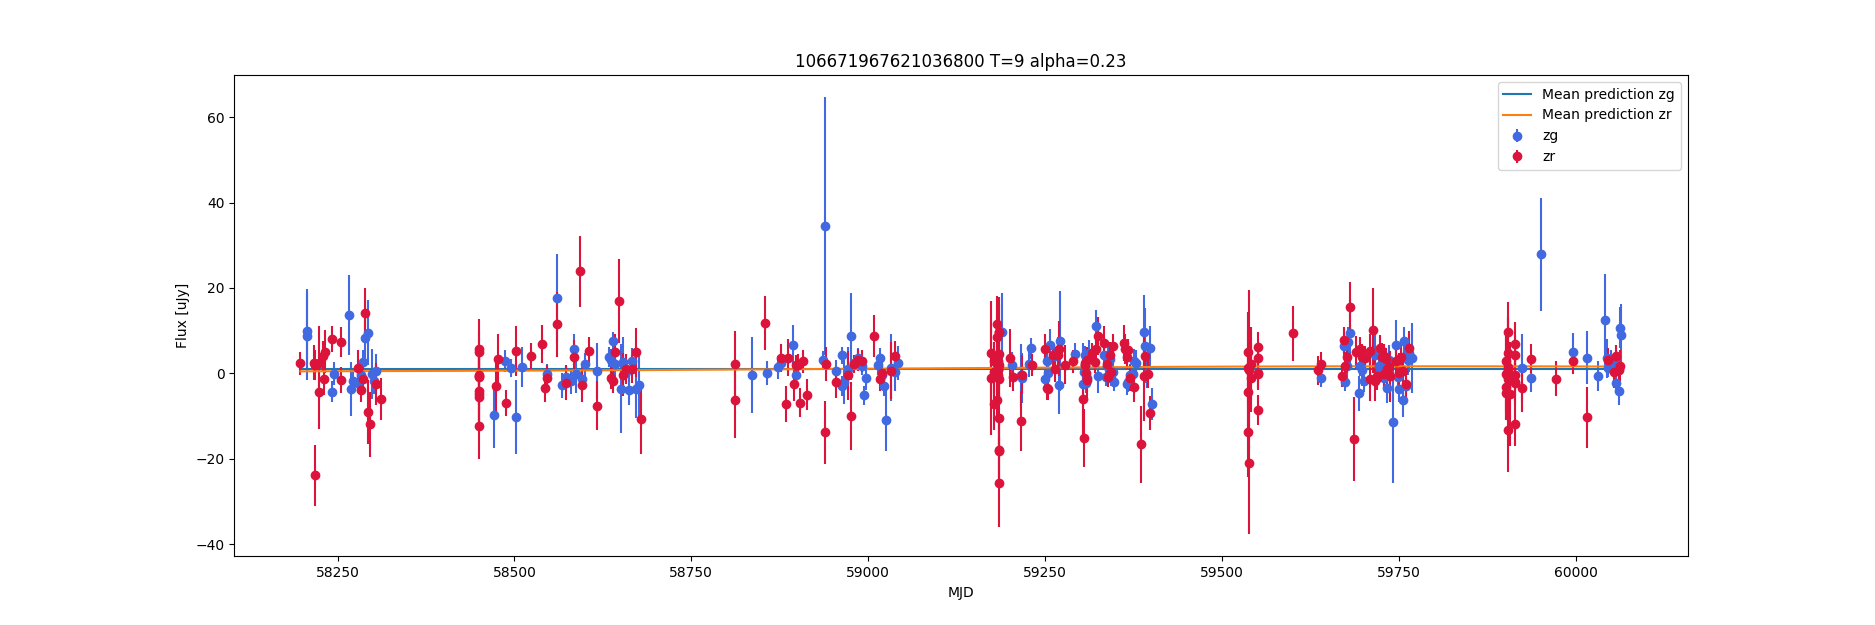 106671967621036800 T=9 alpha=0.23
Flux [uJy]
60
40
20
0
−20
−40
Mean prediction zg
Mean prediction zr
zg
zr
58250 58500 58750 59000 59250 59500 59750 60000
MJD